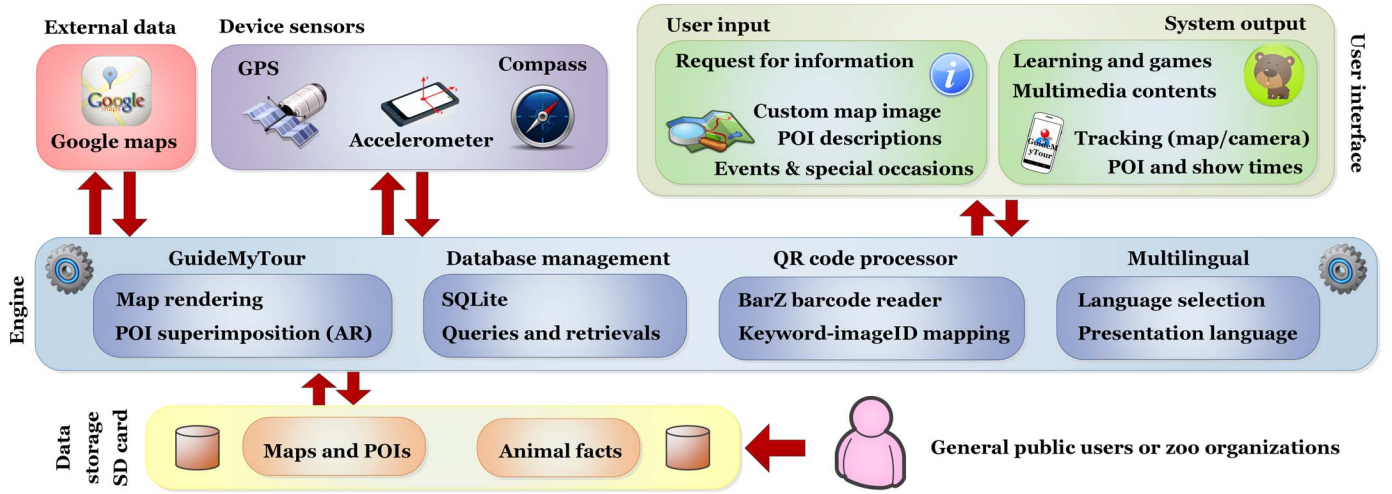 External data
Google
maps
Google maps
Device sensors
GPS
Accelerometer
Compass
User input
Request for information
i
Custom map image
POI descriptions
Events & special occasions
System output
Learning and games
Multimedia contents
GuideM
yTour
Tracking (map/camera)
POI and show times
User interface
Engine
GuideMyTour
Map rendering
POI superimposition (AR)
Database management
SQLite
Queries and retrievals
QR code processor
BarZ barcode reader
Keyword-imageID mapping
Multilingual
Language selection
Presentation language
Data
storage
SD card
Maps and POIs
Animal facts
General public users or zoo organizations